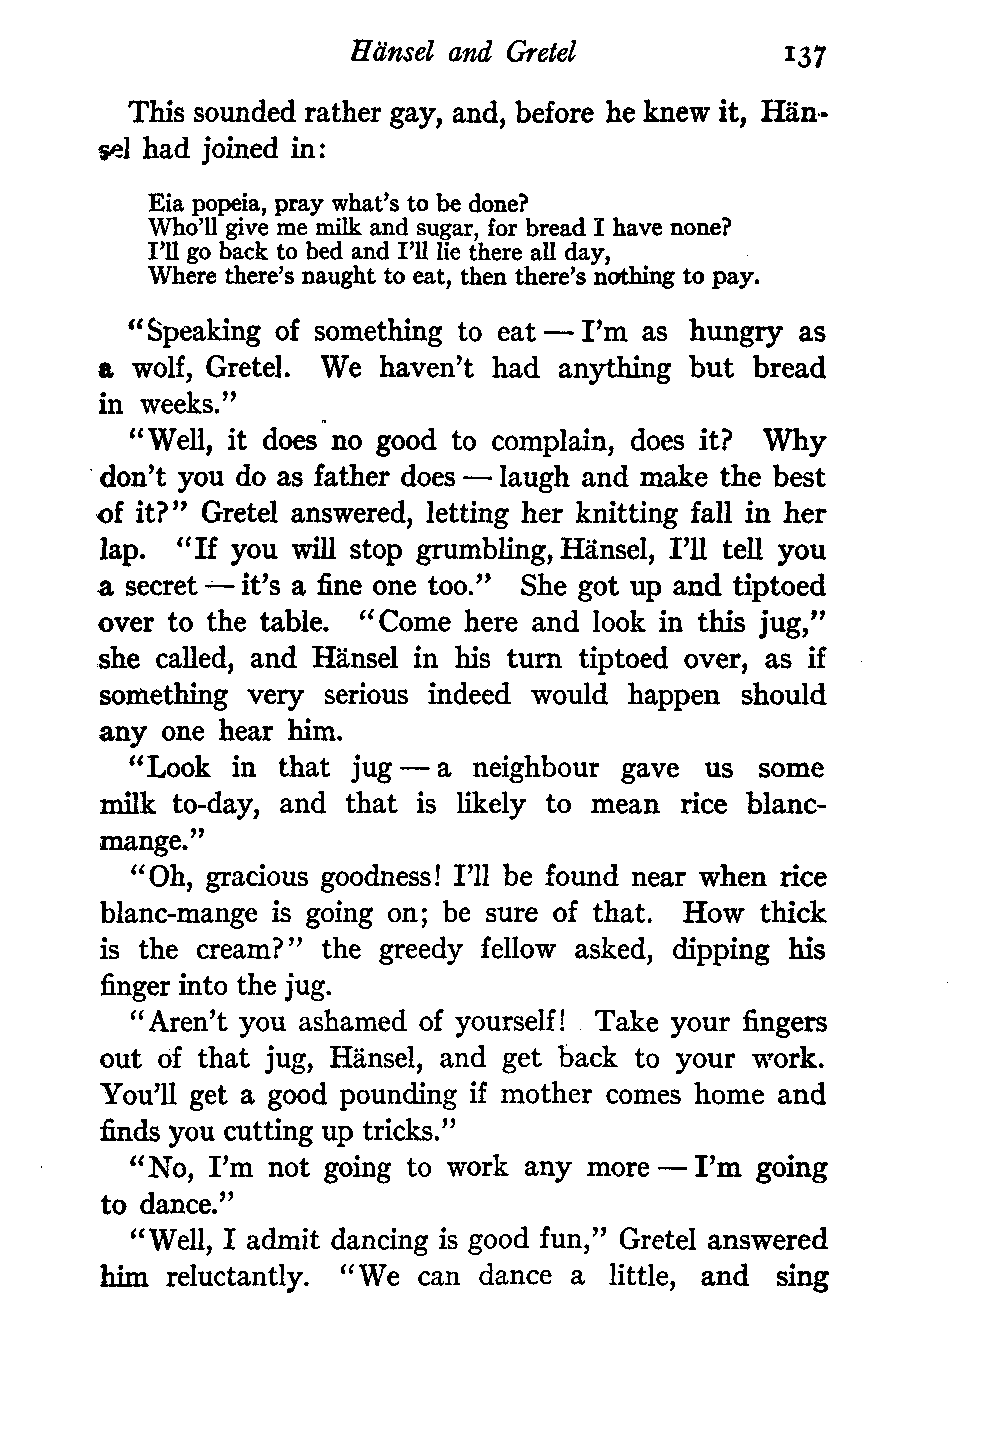 Hänsel and Gretel 137
This sounded rather gay, and, before he knew it, Hän-
sel had joined in:
Eia popeia, pray what's to be done?
Who'll give me milk and sugar, for bread I have none?
I'll go back to bed and I'll lie there all day,
Where there's naught to eat, then there's nothing to pay.
"Speaking of something to eat — I'm as hungry as
a wolf, Gretel. We haven't had anything but bread
in weeks."
"Well, it does no good to complain, does it? Why
don't you do as father does — laugh and make the best
of it?" Gretel answered, letting her knitting fall in her
lap. "If you will stop grumbling, Hänsel, I'll tell you
a secret — it's a fine one too." She got up and tiptoed
over to the table. "Come here and look in this jug,"
she called, and Hänsel in his turn tiptoed over, as if
something very serious indeed would happen should
any one hear him.
"Look in that jug — a neighbour gave us some
milk to-day, and that is likely to mean rice blanc-
mange."
"Oh, gracious goodness! I'll be found near when rice
blanc-mange is going on; be sure of that. How thick
is the cream?" the greedy fellow asked, dipping his
finger into the jug.
"Aren't you ashamed of yourself! Take your fingers
out of that jug, Hänsel, and get back to your work.
You'll get a good pounding if mother comes home and
finds you cutting up tricks."
"No, I'm not going to work any more — I'm going
to dance."
"Well, I admit dancing is good fun," Gretel answered
him reluctantly. "We can dance a little, and sing